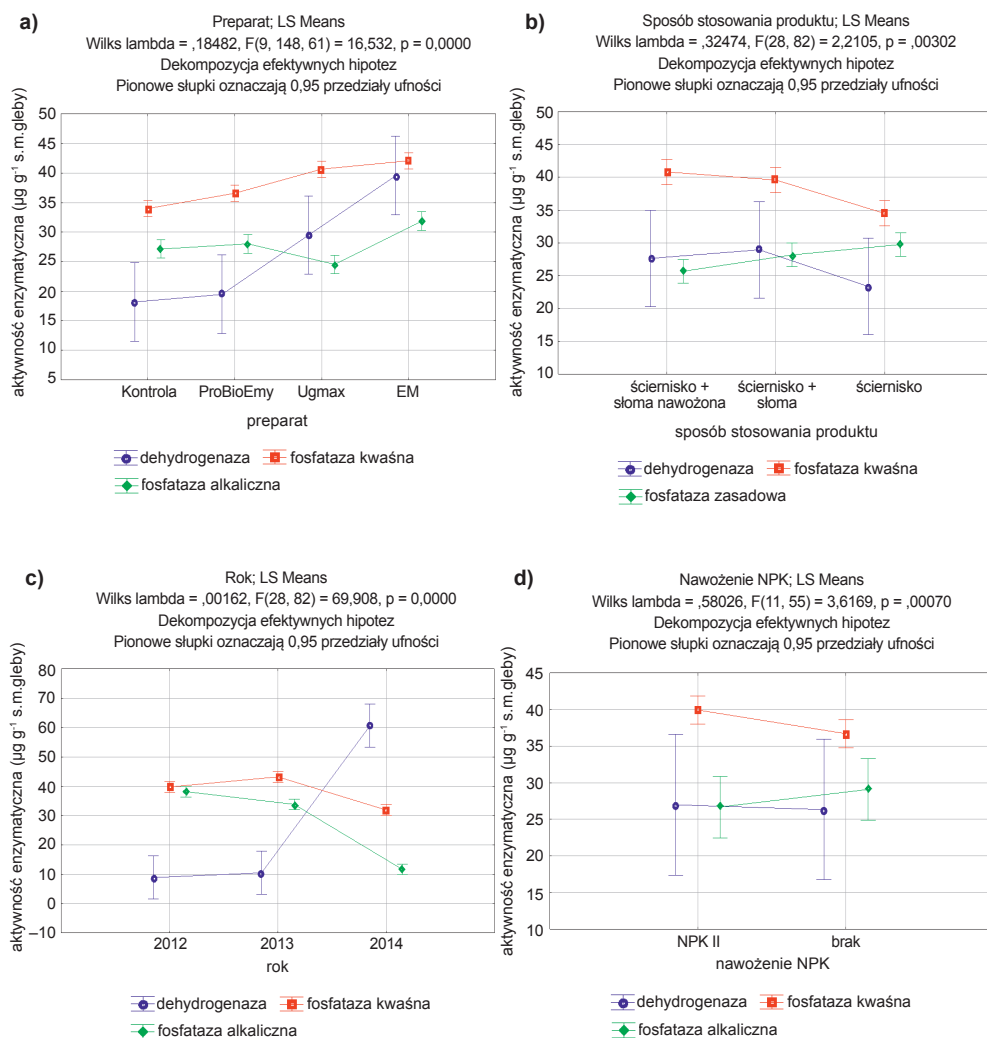 a)
Preparat; LS Means
Wilks lambda = ,18482, F(9, 148, 61) = 16,532, p = 0,0000
Dekompozycja efektywnych hipotez
Pionowe słupki oznaczają 0,95 przedziały ufności
aktywność enzymatyczna (µg g⁻¹ s.m.gleby)
50
45
40
35
30
25
20
15
10
5
Kontrola ProBioEmy Ugmax EM
preparat
dehydrogenaza fosfataza kwaśna
fosfataza alkaliczna
b)
Sposób stosowania produktu; LS Means
Wilks lambda = ,32474, F(28, 82) = 2,2105, p = ,00302
Dekompozycja efektywnych hipotez
Pionowe słupki oznaczają 0,95 przedziały ufności
aktywność enzymatyczna (µg g⁻¹ s.m.gleby)
50
45
40
35
30
25
20
15
10
ściernisko + ściernisko + ściernisko
słoma nawożona słoma
sposób stosowania produktu
dehydrogenaza fosfataza kwaśna
fosfataza zasadowa
c)
Rok; LS Means
Wilks lambda = ,00162, F(28, 82) = 69,908, p = 0,0000
Dekompozycja efektywnych hipotez
Pionowe słupki oznaczają 0,95 przedziały ufności
aktywność enzymatyczna (µg g⁻¹ s.m.gleby)
80
70
60
50
40
30
20
10
0
–10
2012 2013 2014
rok
dehydrogenaza fosfataza kwaśna
fosfataza alkaliczna
d)
Nawożenie NPK; LS Means
Wilks lambda = ,58026, F(11, 55) = 3,6169, p = ,00070
Dekompozycja efektywnych hipotez
Pionowe słupki oznaczają 0,95 przedziały ufności
aktywność enzymatyczna (µg g⁻¹ s.m.gleby)
45
40
35
30
25
20
15
10
NPK II brak
nawożenie NPK
dehydrogenaza fosfataza kwaśna
fosfataza alkaliczna